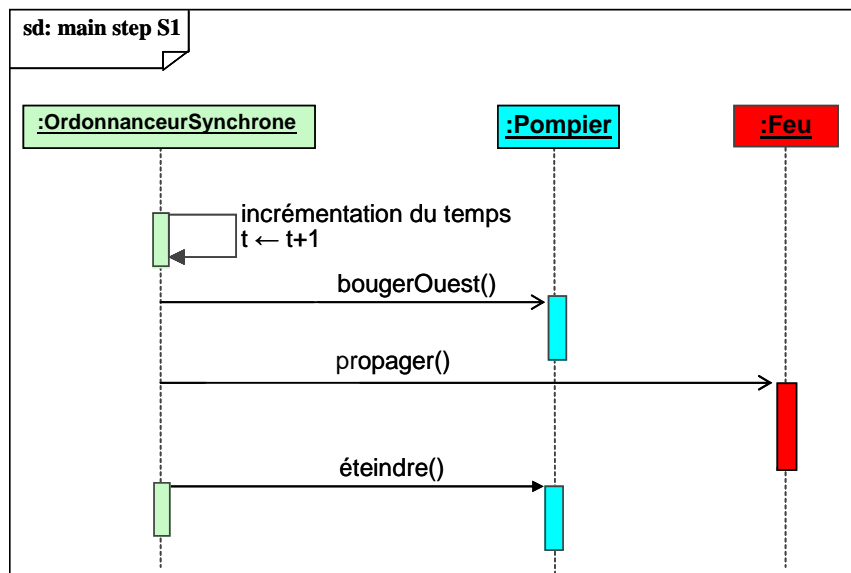 sd: main step S1
:OrdonnanceurSynchrone
:Pompier
:Feu
incrémentation du temps
t ← t+1
bougerOuest()
propager()
éteindre()